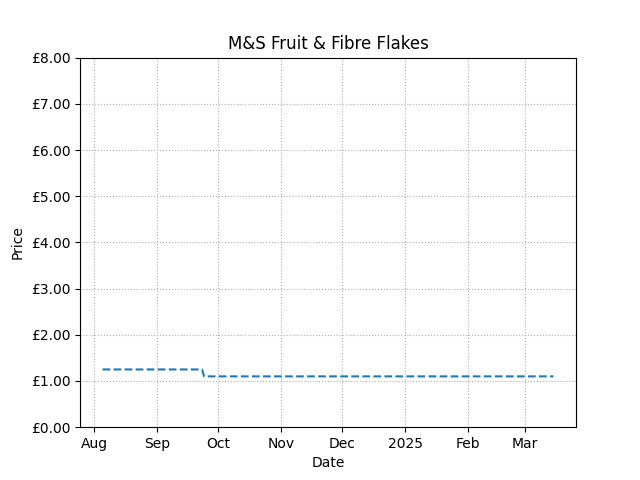 M&S Fruit & Fibre Flakes
£8.00
£7.00
£6.00
£5.00
£4.00
£3.00
£2.00
£1.00
£0.00
Price
Aug Sep Oct Nov Dec 2025 Feb Mar
Date